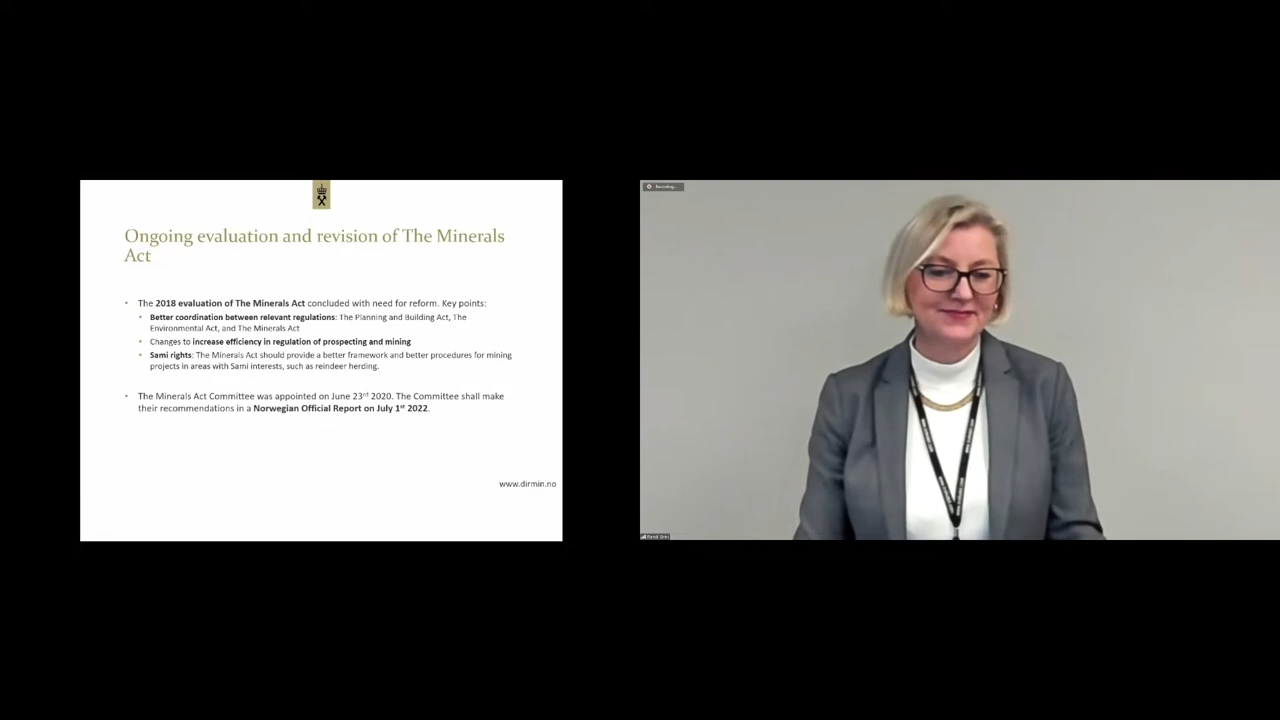 Ongoing evaluation and revision of The Minerals
Act
• The 2018 evaluation of The Minerals Act concluded with need for reform. Key points:
• Better coordination between relevant regulations: The Planning and Building Act, The
Environmental Act, and The Minerals Act
• Changes to increase efficiency in regulation of prospecting and mining
• Sami rights: The Minerals Act should provide a better framework and better procedures for mining
projects in areas with Sami interests, such as reindeer herding.
• The Minerals Act Committee was appointed on June 23rd 2020. The Committee shall make
their recommendations in a Norwegian Official Report on July 1st 2022.
www.dirmin.no
Recording...